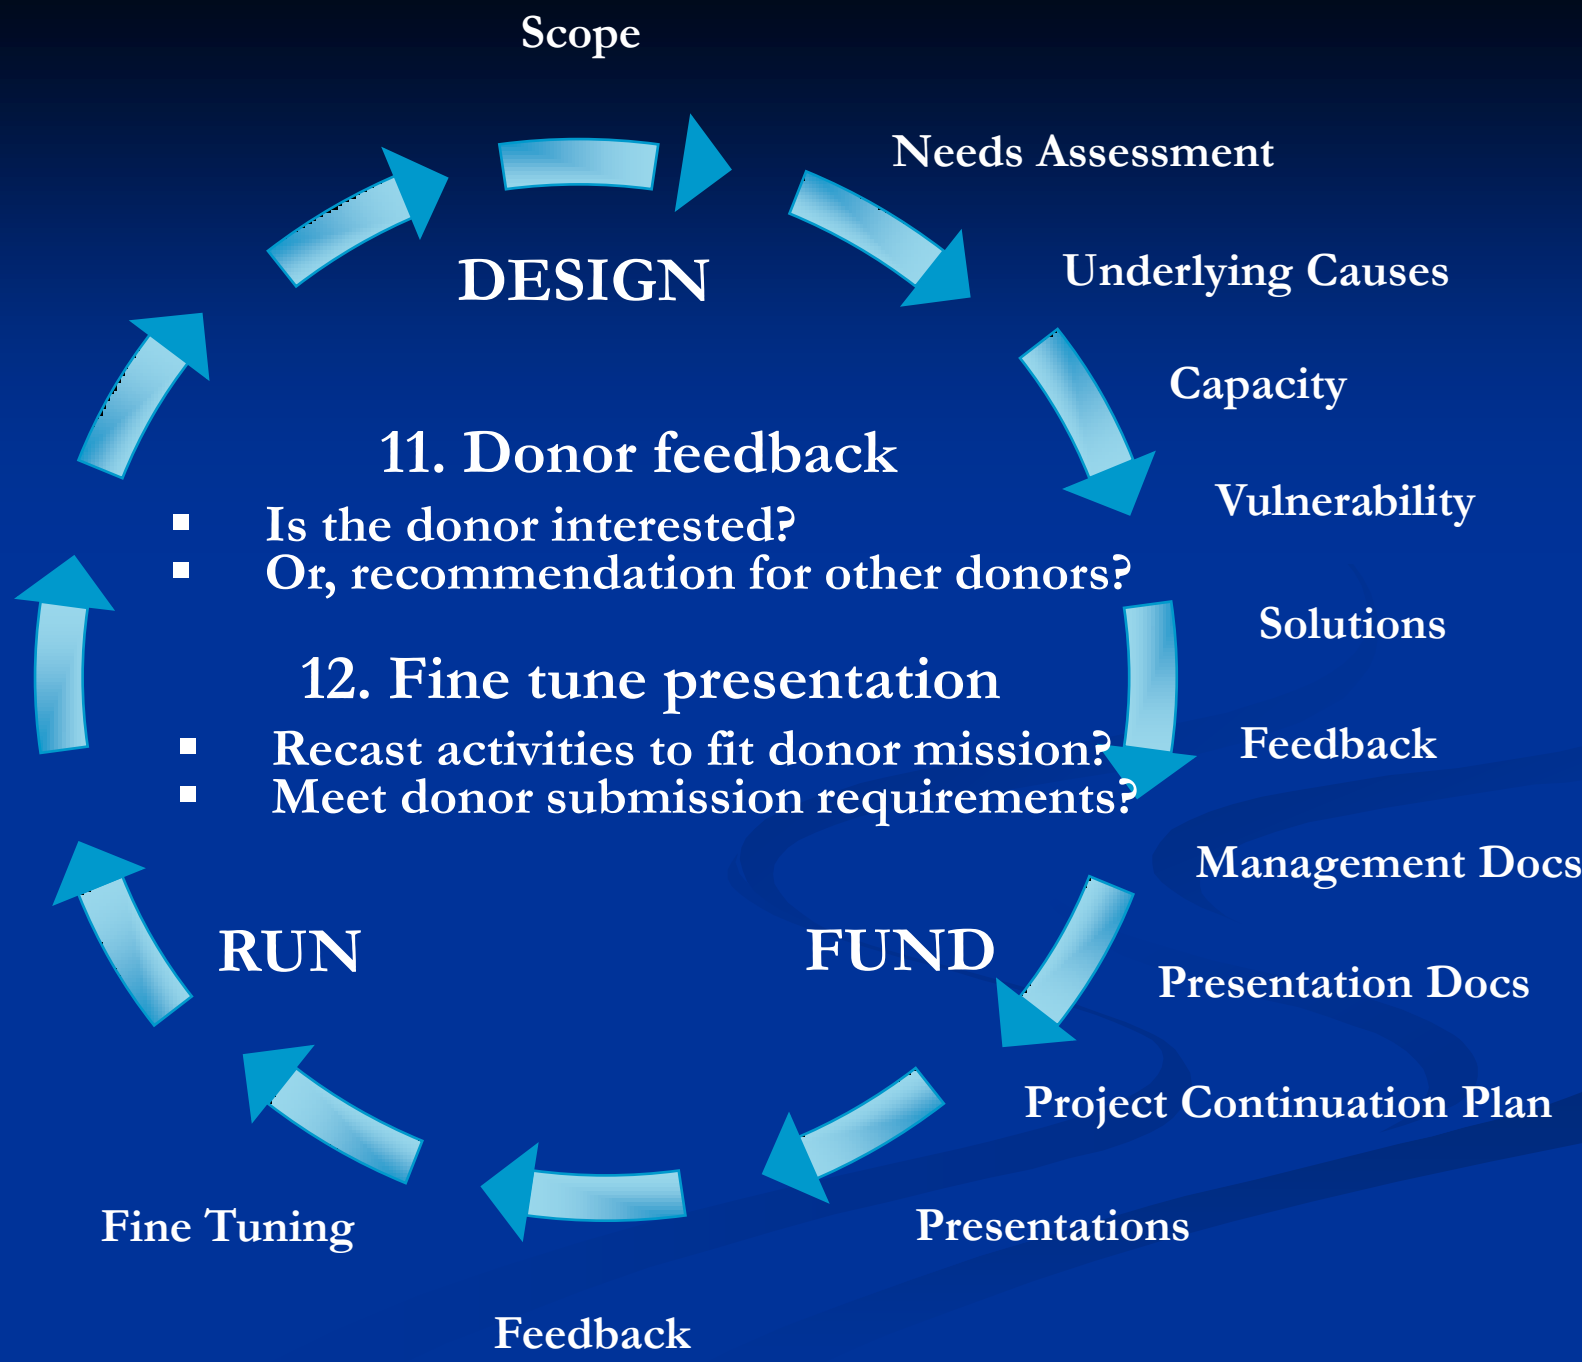 Scope
Needs Assessment
DESIGN
Underlying Causes
Capacity
11. Donor feedback
▪ Is the donor interested?
▪ Or, recommendation for other donors?
Vulnerability
Solutions
12. Fine tune presentation
▪ Recast activities to fit donor mission?
▪ Meet donor submission requirements?
Feedback
Management Docs
RUN
FUND
Presentation Docs
Project Continuation Plan
Presentations
Fine Tuning
Feedback